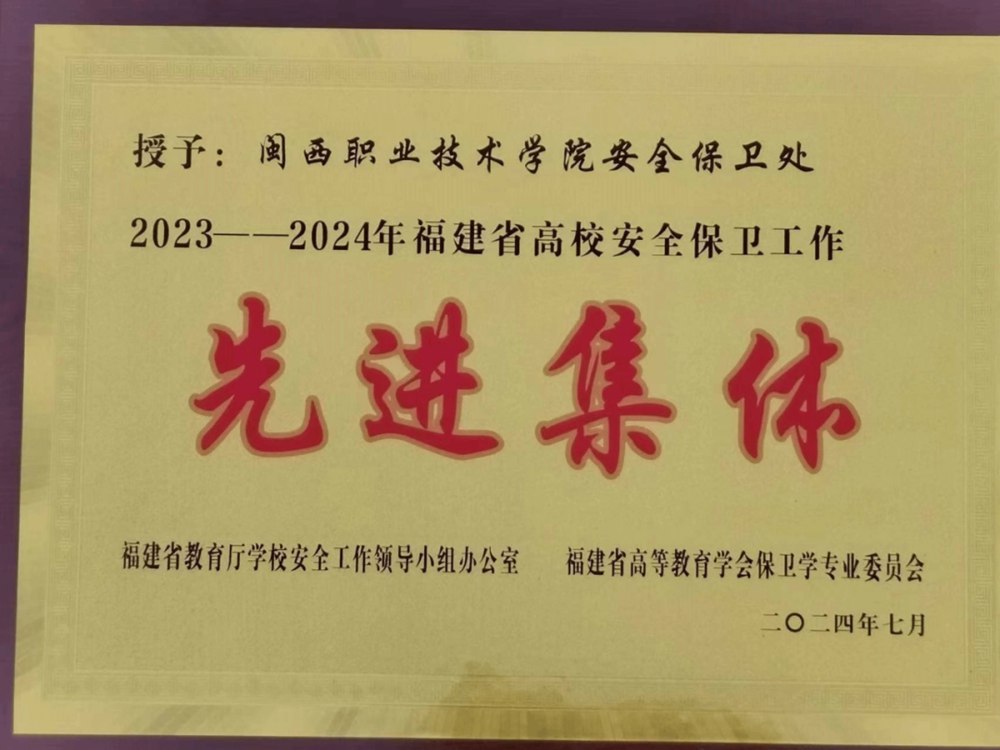 授予：闽西职业技术学院安全保卫处
2023——2024年福建省高校安全保卫工作
先进集体
福建省教育厅学校安全工作领导小组办公室 福建省高等教育学会保卫学专业委员会
二〇二四年七月